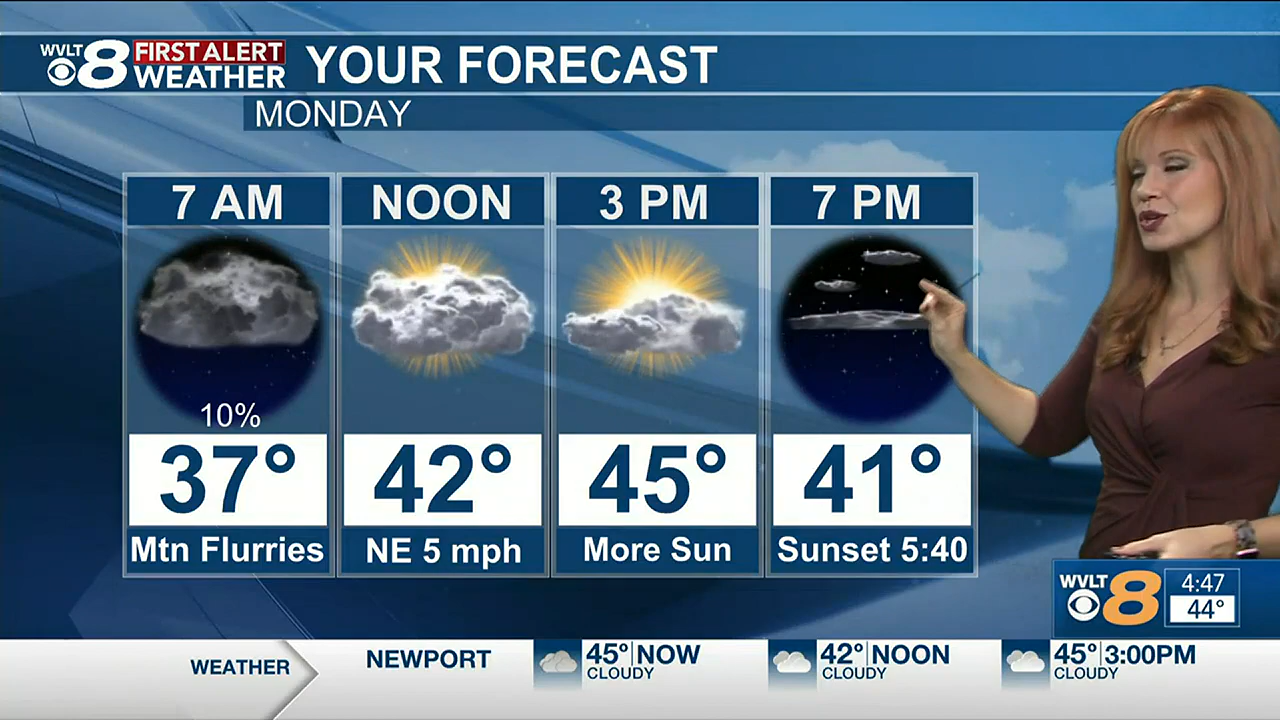 WVLT 8 FIRST ALERT WEATHER
YOUR FORECAST
MONDAY
7 AM
NOON
3 PM
7 PM
10%
37°
42°
45°
41°
Mtn Flurries
NE 5 mph
More Sun
Sunset 5:40
WVLT 8
4:47
44°
WEATHER
NEWPORT
45° NOW
CLOUDY
42° NOON
CLOUDY
45° 3:00PM
CLOUDY